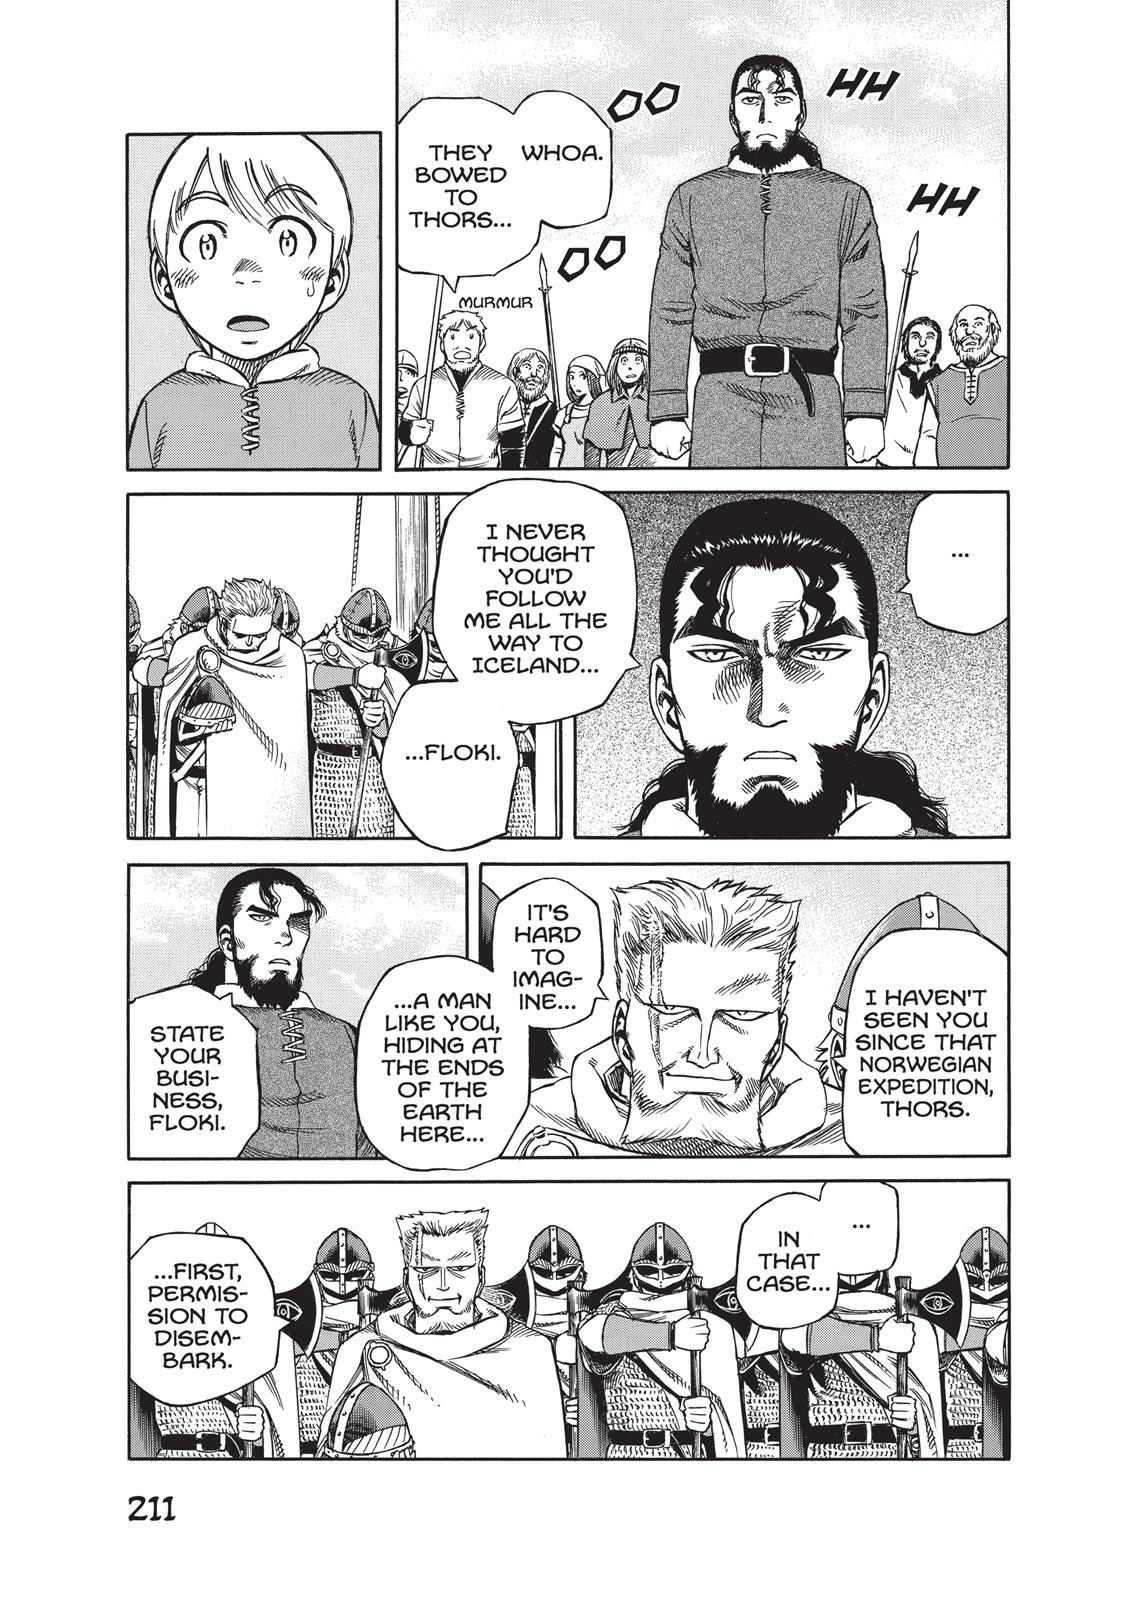 WHOA.
THEY
BOWED
TO
THORS...
OO
HH
HH
OO
MURMUR
...
I NEVER
THOUGHT
YOU'D
FOLLOW
ME ALL THE
WAY TO
ICELAND...
...FLOKI.
I HAVEN'T
SEEN YOU
SINCE THAT
NORWEGIAN
EXPEDITION,
THORS.
IT'S
HARD
TO
IMAG-
INE...
...A MAN
LIKE YOU,
HIDING AT
THE ENDS
OF THE
EARTH
HERE...
STATE
YOUR
BUSI-
NESS,
FLOKI.
...
IN
THAT
CASE...
...FIRST,
PERMIS-
SION TO
DISEM-
BARK.
211